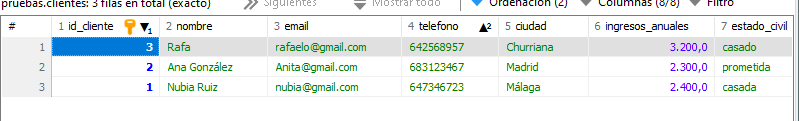 pruebas.clientes: 3 filas en total (exacto) Siguientes Mostrar todo Ordenación (2) Columnas (8/8) Filtro
# 1 id_cliente 1 2 nombre 3 email 4 telefono 2 5 ciudad 6 ingresos_anuales 7 estado_civil
1 3 Rafa rafaelo@gmail.com 642568957 Churriana 3.200,0 casado
2 2 Ana González Anita@gmail.com 683123467 Madrid 2.300,0 prometida
3 1 Nubia Ruiz nubia@gmail.com 647346723 Málaga 2.400,0 casada